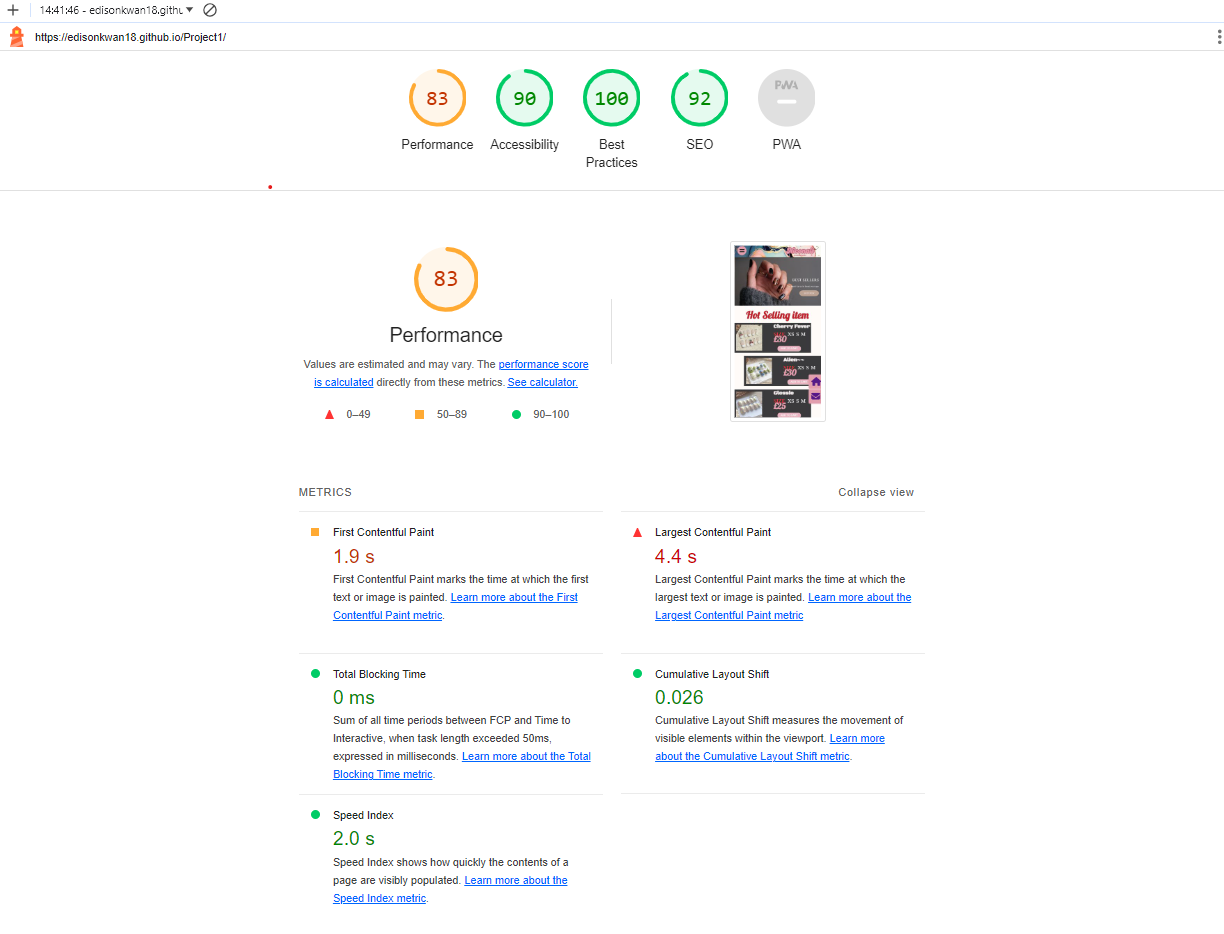 14:41:46 - edisonkwan18.githu
https://edisonkwan18.github.io/Project1/
83
90
100
92
PWA
Performance
Accessibility
Best
Practices
SEO
PWA
83
Performance
Values are estimated and may vary. The performance score
is calculated directly from these metrics. See calculator.
0–49
50–89
90–100
Hot Selling item
Cherry Fever
£30 XS S M
Alien
£30 XS S M
Glossie
£25 XS S M
METRICS
Collapse view
First Contentful Paint
1.9 s
First Contentful Paint marks the time at which the first
text or image is painted. Learn more about the First
Contentful Paint metric.
Largest Contentful Paint
4.4 s
Largest Contentful Paint marks the time at which the
largest text or image is painted. Learn more about the
Largest Contentful Paint metric
Total Blocking Time
0 ms
Sum of all time periods between FCP and Time to
Interactive, when task length exceeded 50ms,
expressed in milliseconds. Learn more about the Total
Blocking Time metric.
Cumulative Layout Shift
0.026
Cumulative Layout Shift measures the movement of
visible elements within the viewport. Learn more
about the Cumulative Layout Shift metric.
Speed Index
2.0 s
Speed Index shows how quickly the contents of a
page are visibly populated. Learn more about the
Speed Index metric.